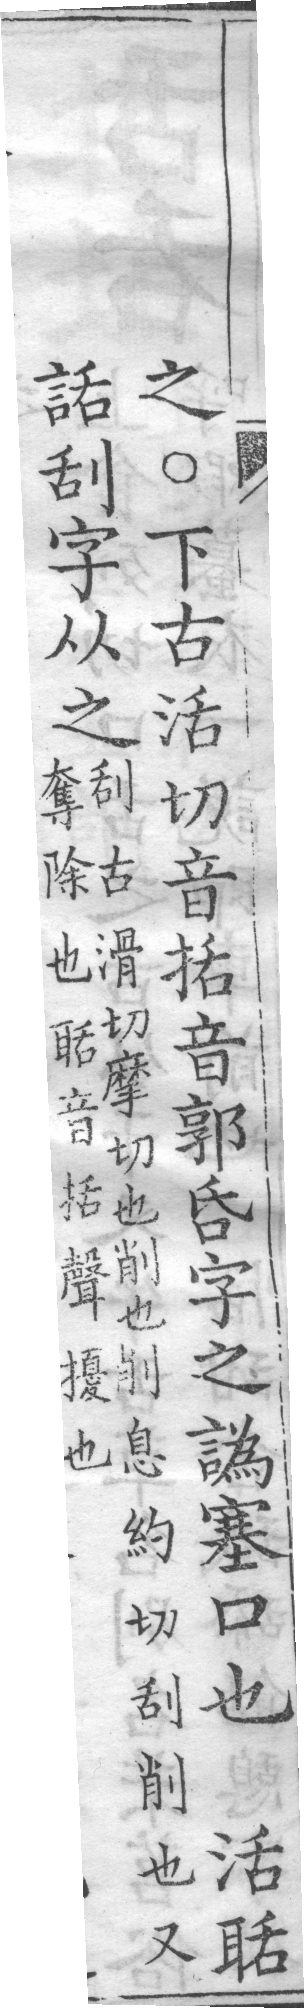 之○下古活切音括音郭昏字之譌塞口也 活聒
話刮字从之
刮古滑切摩切也削也削息約切刮削也又
奪除也聒音括聲擾也